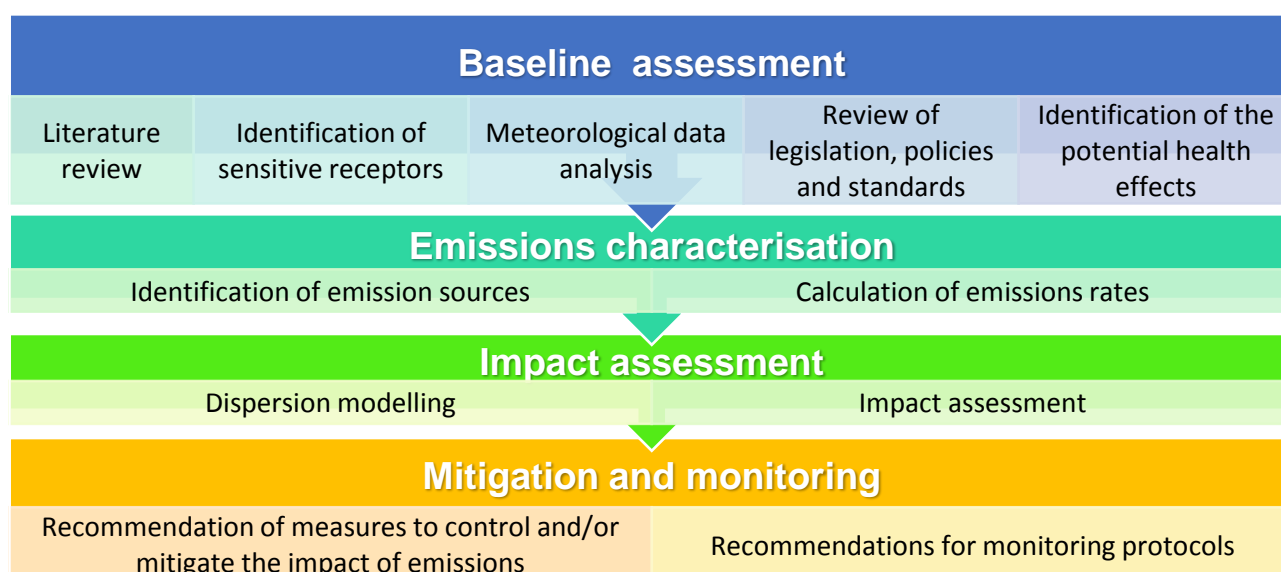 Baseline assessment
Literature
review
Identification of
sensitive receptors
Meteorological data
analysis
Review of
legislation, policies
and standards
Identification of the
potential health
effects
Emissions characterisation
Identification of emission sources
Calculation of emissions rates
Impact assessment
Dispersion modelling
Impact assessment
Mitigation and monitoring
Recommendation of measures to control and/or
mitigate the impact of emissions
Recommendations for monitoring protocols